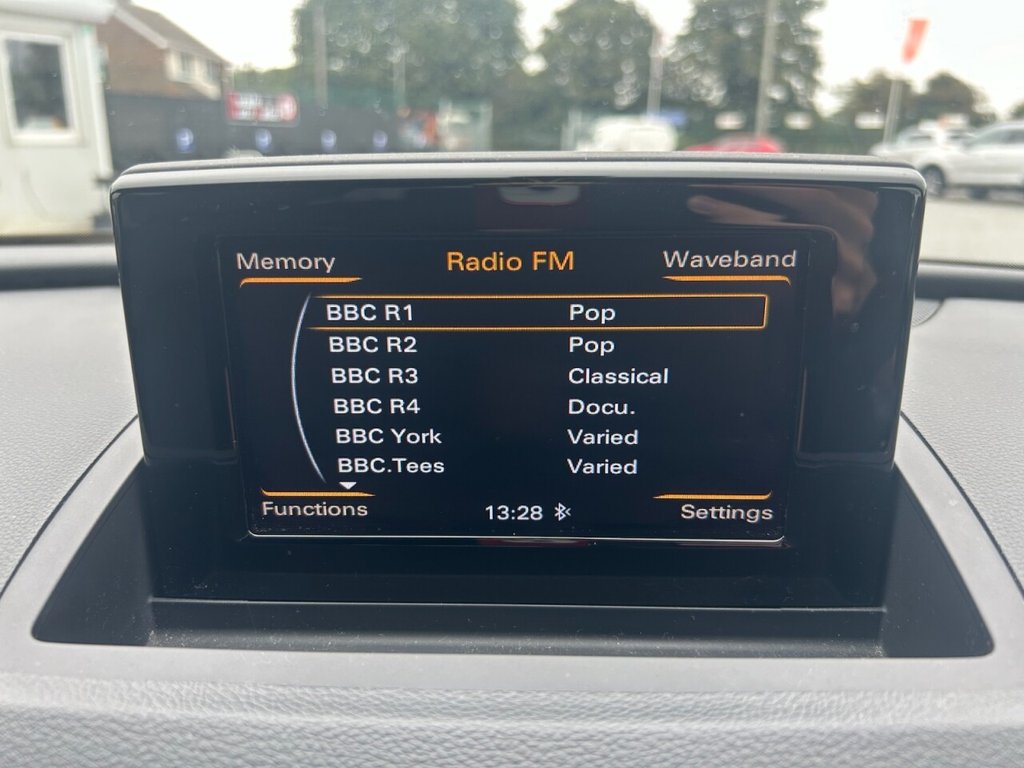 Memory Radio FM Waveband
BBC R1 Pop
BBC R2 Pop
BBC R3 Classical
BBC R4 Docu.
BBC York Varied
BBC.Tees Varied
Functions 13:28 Settings